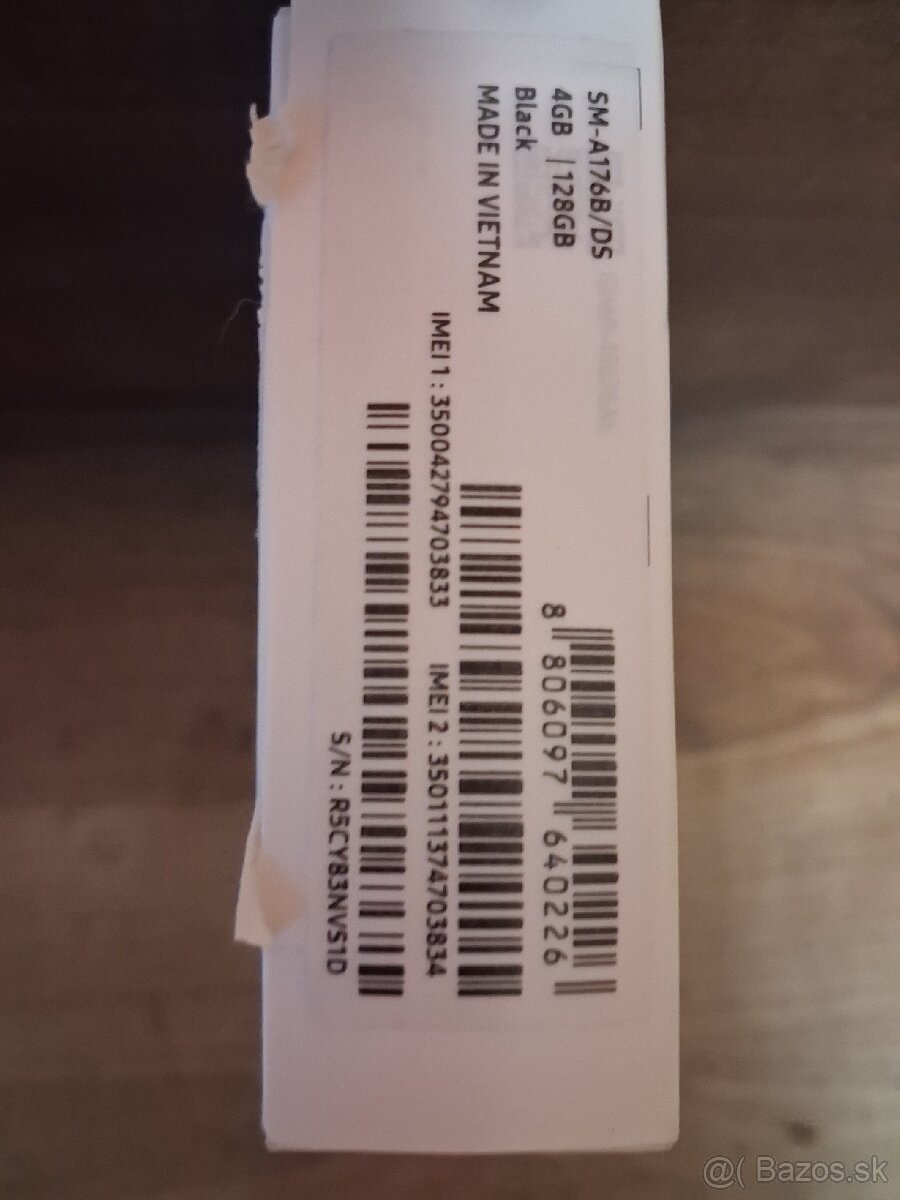 SM-A176B/DS
4GB | 128GB
Black
MADE IN VIETNAM
8 806097 640226
IMEI 1 : 350042794703833 IMEI 2 : 350111374703834
S/N : R5CY83NVS1D
@( Bazos.sk